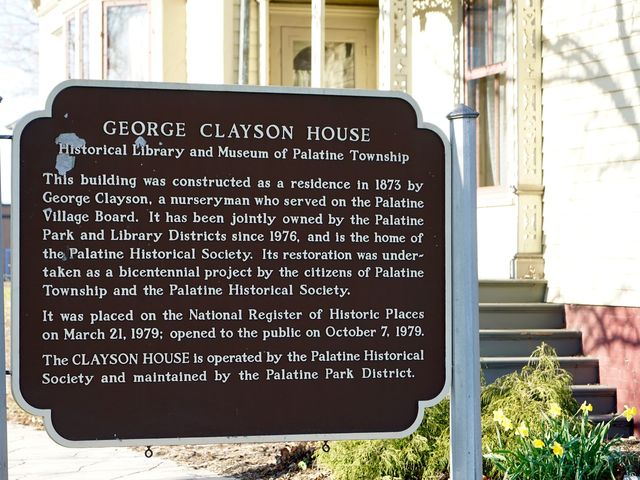 GEORGE CLAYSON HOUSE
Historical Library and Museum of Palatine Township
This building was constructed as a residence in 1873 by
George Clayson, a nurseryman who served on the Palatine
Village Board. It has been jointly owned by the Palatine
Park and Library Districts since 1976, and is the home of
the Palatine Historical Society. Its restoration was under-
taken as a bicentennial project by the citizens of Palatine
Township and the Palatine Historical Society.
It was placed on the National Register of Historic Places
on March 21, 1979; opened to the public on October 7, 1979.
The CLAYSON HOUSE is operated by the Palatine Historical
Society and maintained by the Palatine Park District.